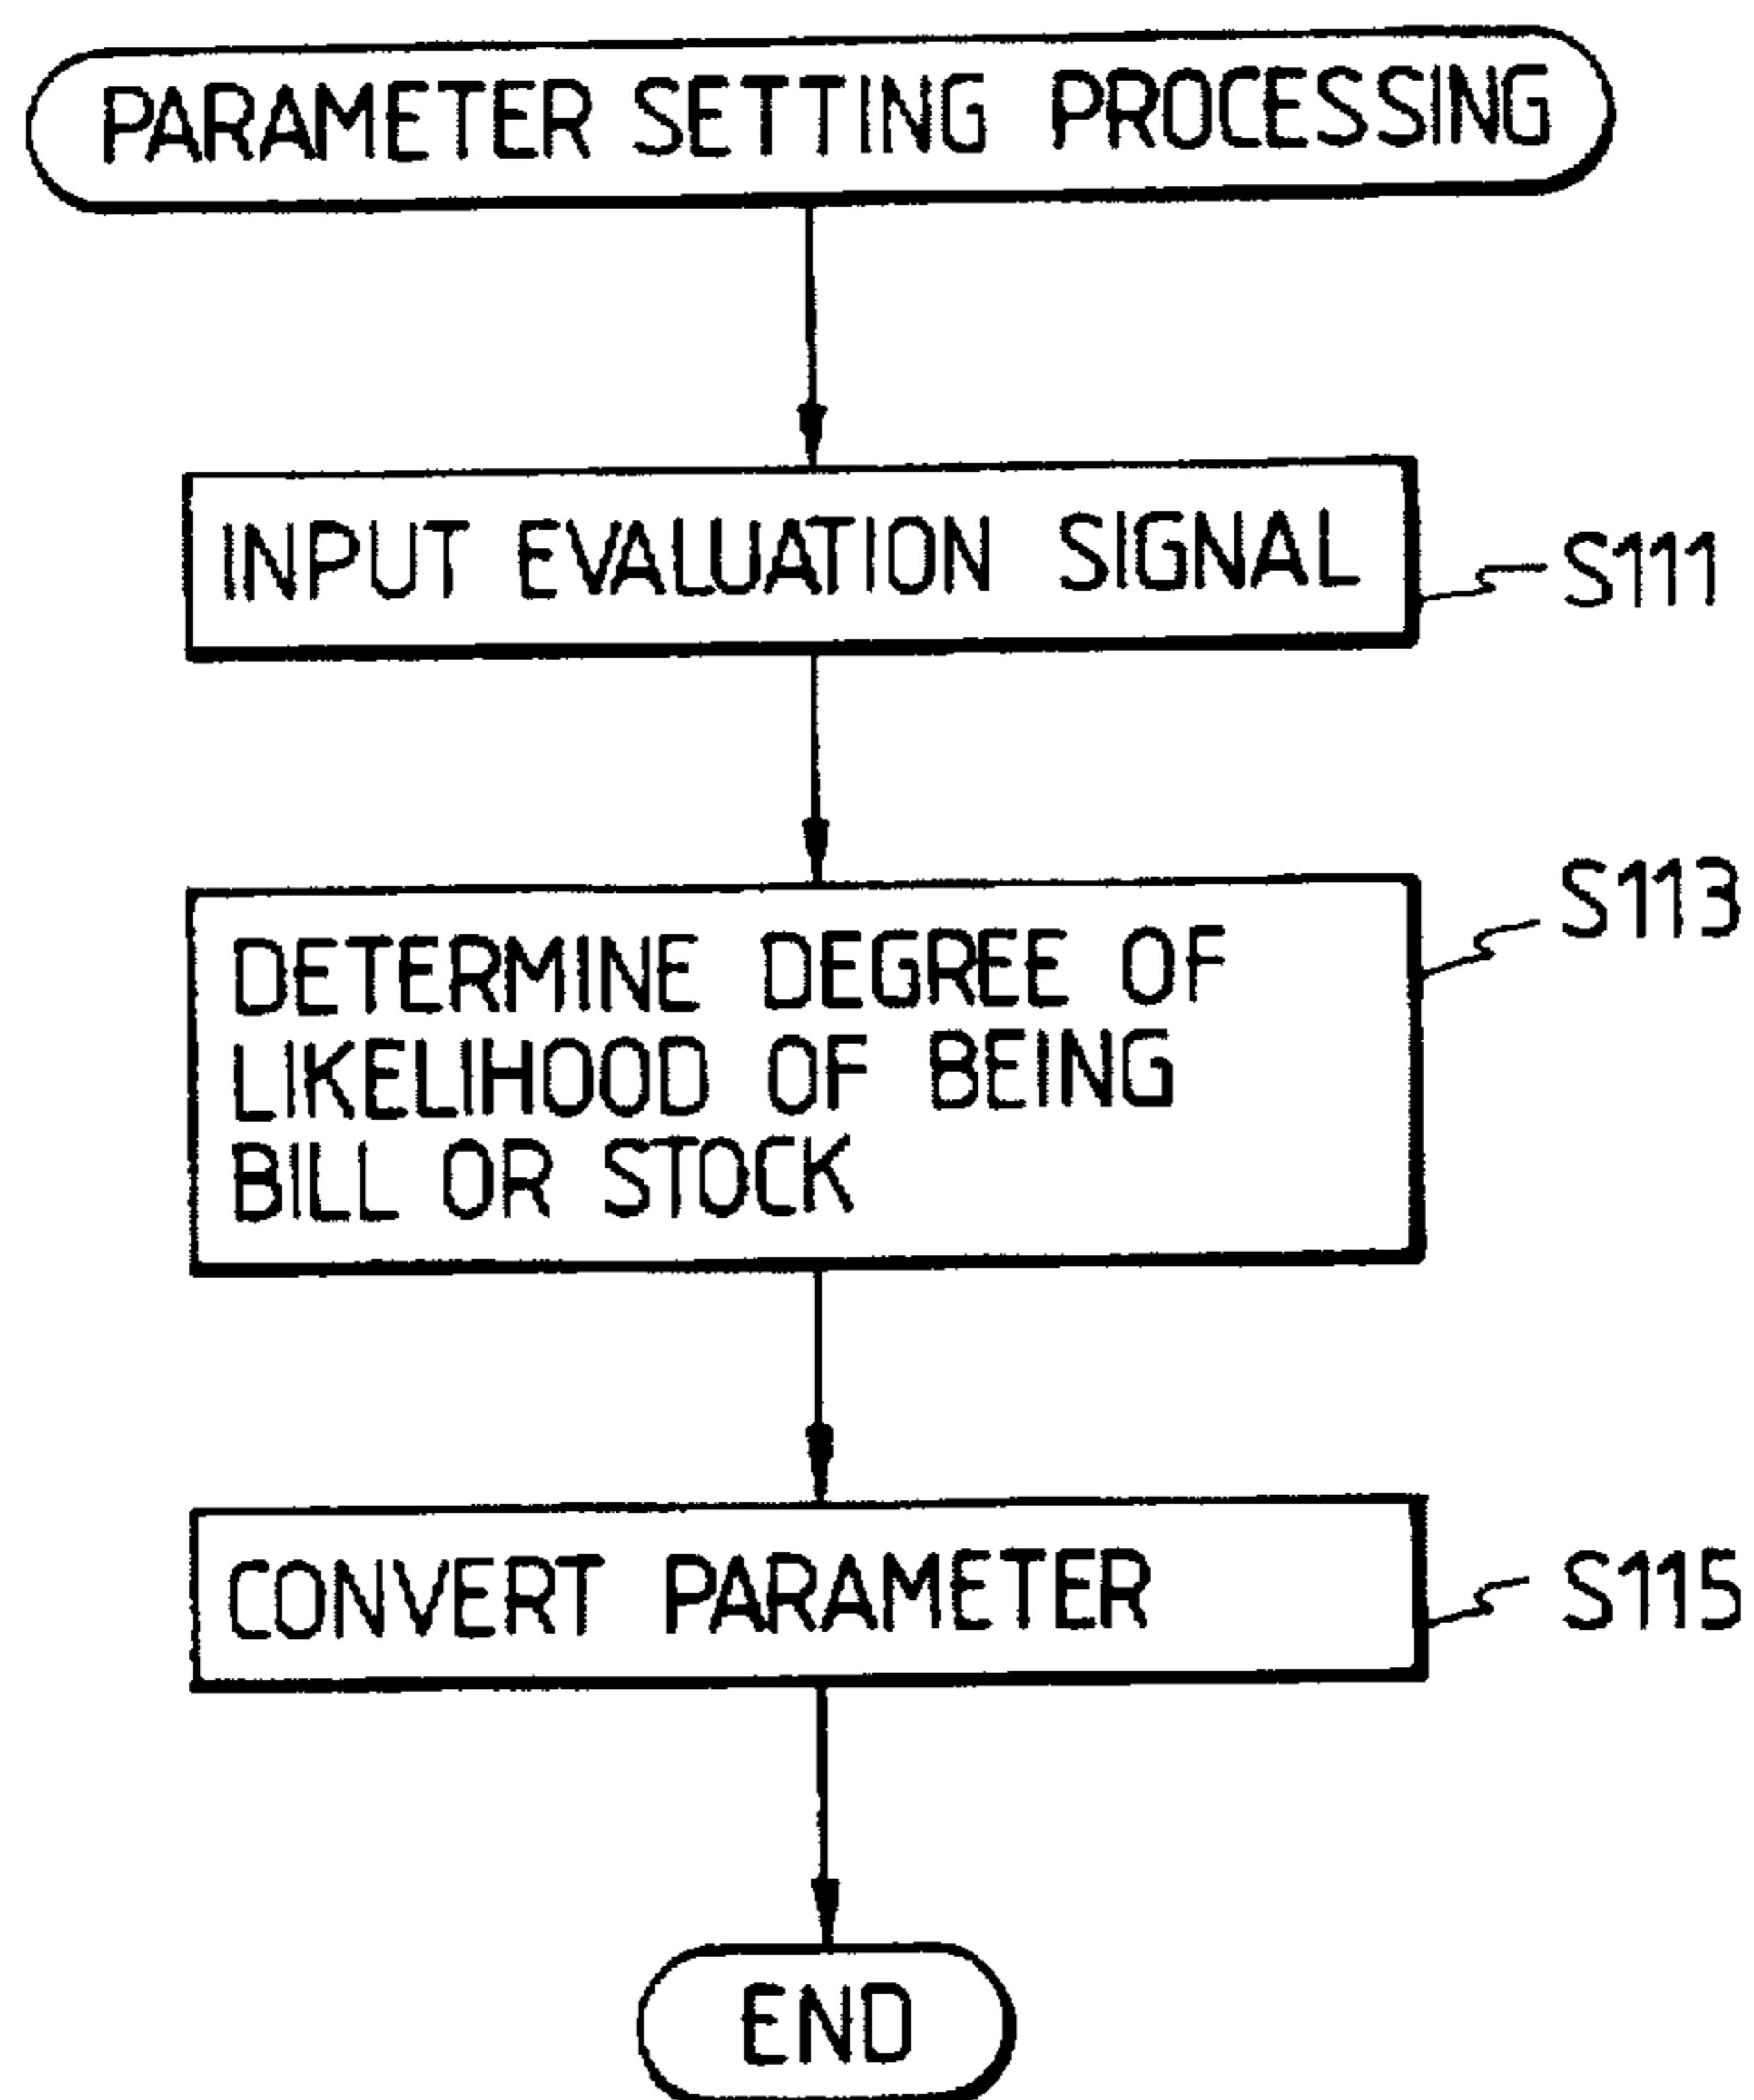 PARAMETER SETTING PROCESSING
INPUT EVALUATION SIGNAL
S111
DETERMINE DEGREE OF
LIKELIHOOD OF BEING
BILL OR STOCK
S113
CONVERT PARAMETER
S115
END